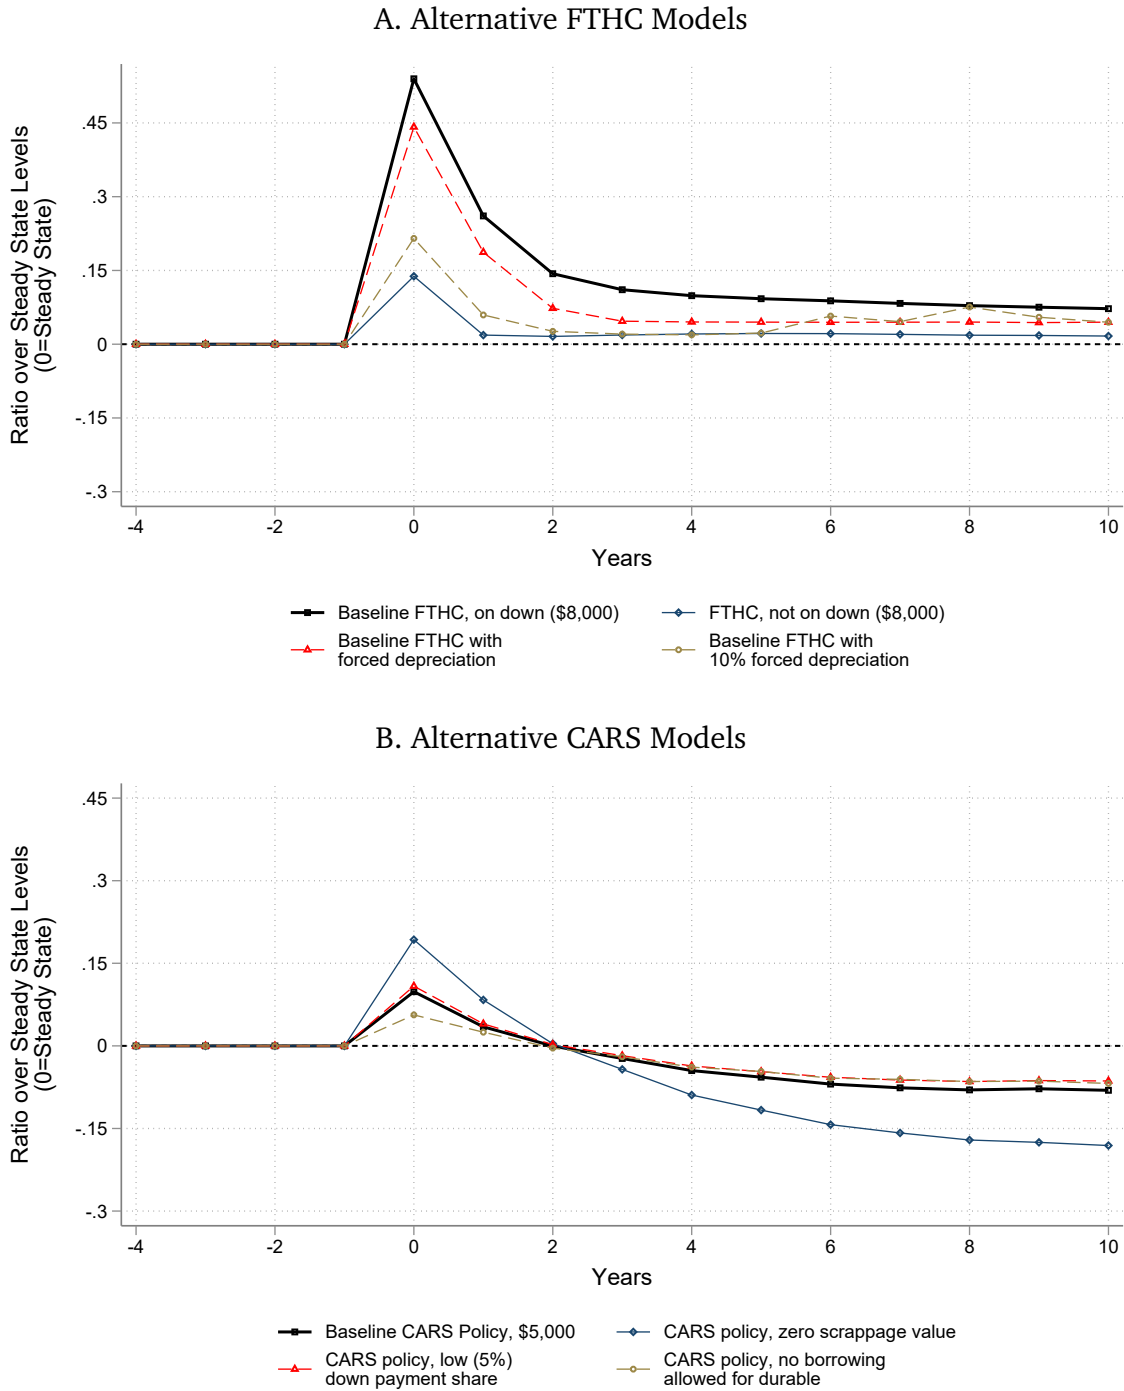 A. Alternative FTHC Models
Ratio over Steady State Levels
(0=Steady State)
.45
.3
.15
0
-.15
-.3
-4
-2
0
2
4
6
8
10
Years
Baseline FTHC, on down ($8,000)
FTHC, not on down ($8,000)
Baseline FTHC with
forced depreciation
Baseline FTHC with
10% forced depreciation
B. Alternative CARS Models
Ratio over Steady State Levels
(0=Steady State)
.45
.3
.15
0
-.15
-.3
-4
-2
0
2
4
6
8
10
Years
Baseline CARS Policy, $5,000
CARS policy, zero scrappage value
CARS policy, low (5%)
down payment share
CARS policy, no borrowing
allowed for durable